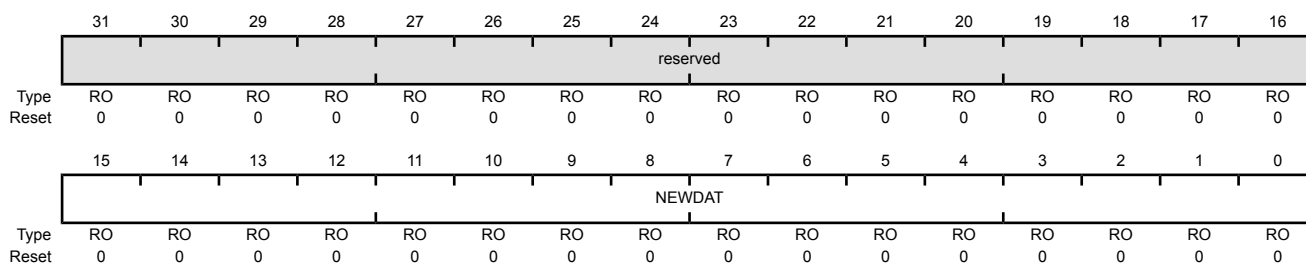 31 30 29 28 27 26 25 24 23 22 21 20 19 18 17 16
reserved
Type RO RO RO RO RO RO RO RO RO RO RO RO RO RO RO RO
Reset 0 0 0 0 0 0 0 0 0 0 0 0 0 0 0 0
15 14 13 12 11 10 9 8 7 6 5 4 3 2 1 0
NEWDAT
Type RO RO RO RO RO RO RO RO RO RO RO RO RO RO RO RO
Reset 0 0 0 0 0 0 0 0 0 0 0 0 0 0 0 0